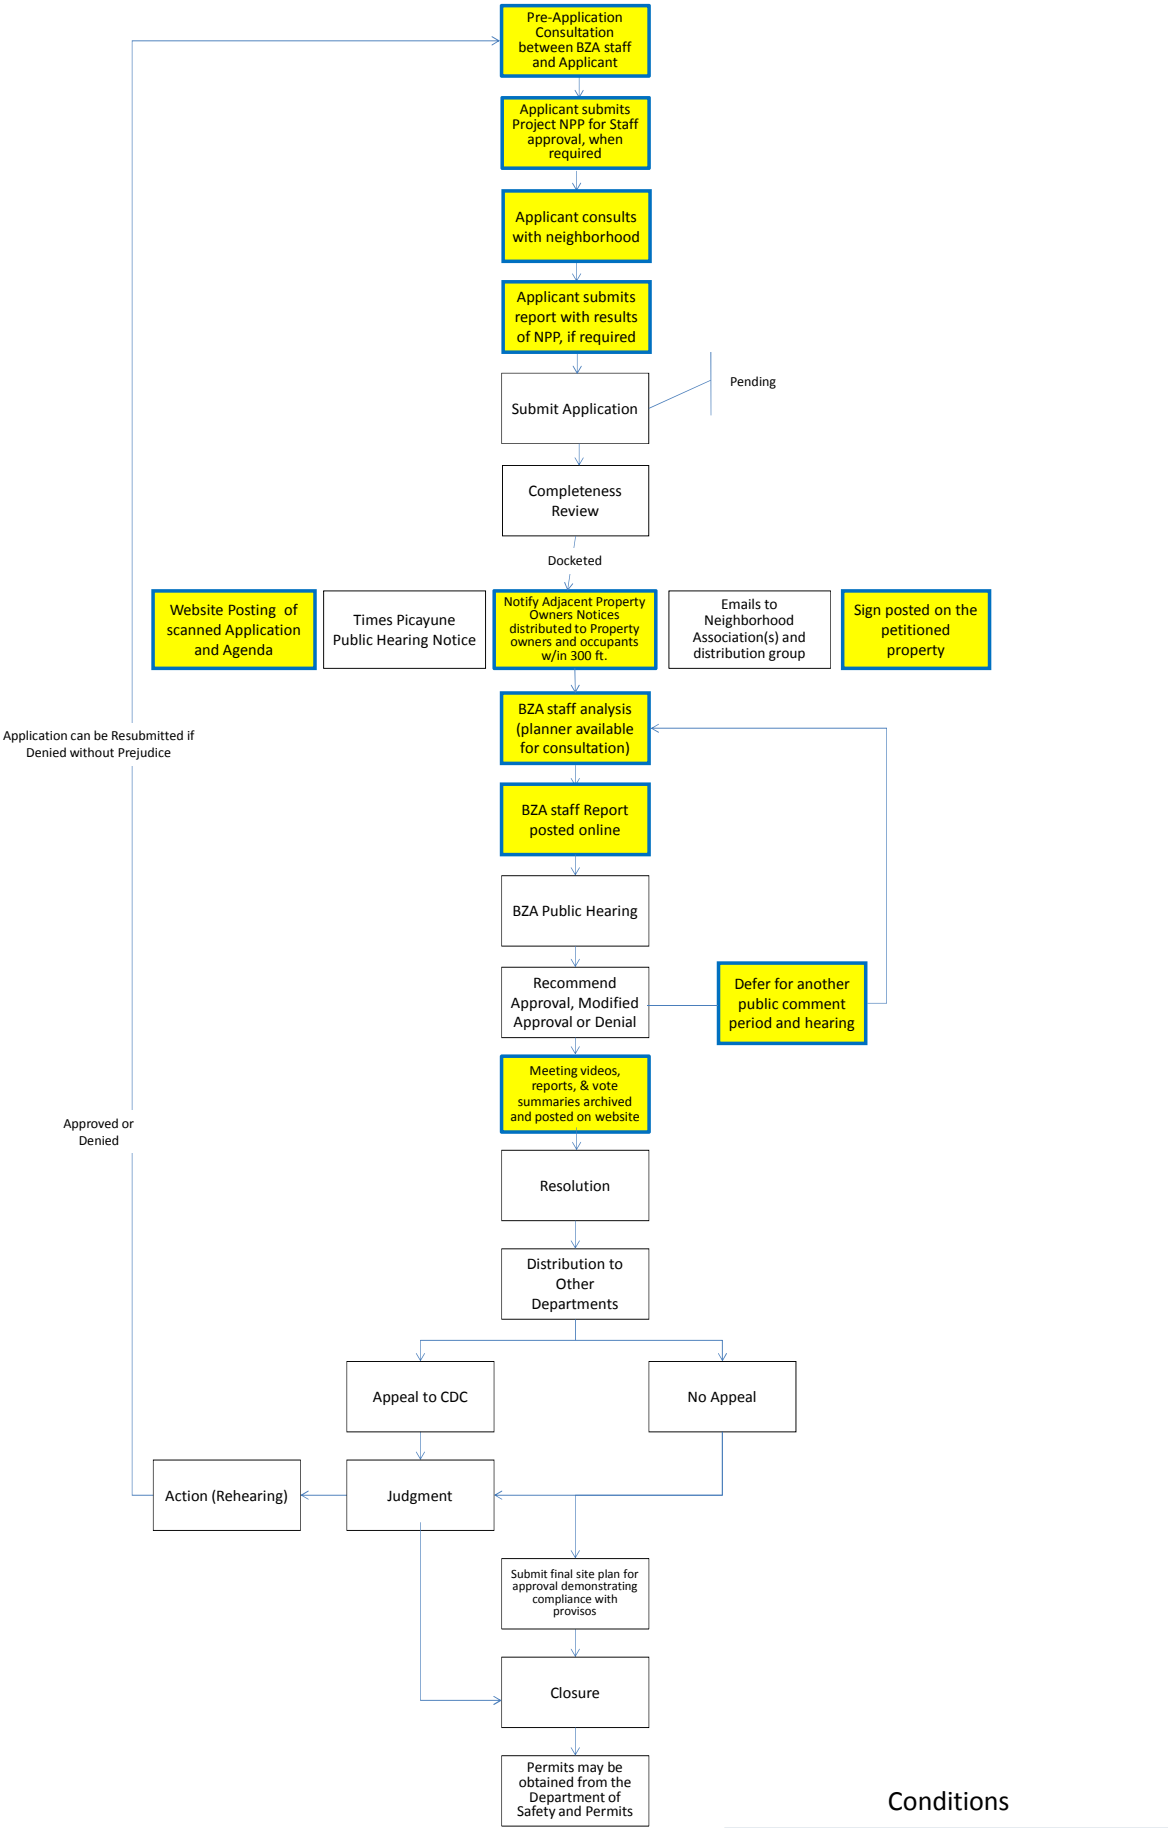 Pre-Application
Consultation
between BZA staff
and Applicant
Applicant submits
Project NPP for Staff
approval, when
required
Applicant consults
with neighborhood
Applicant submits
report with results
of NPP, if required
Submit Application
Pending
Completeness
Review
Docketed
Website Posting of
scanned Application
and Agenda
Times Picayune
Public Hearing Notice
Notify Adjacent Property
Owners Notices
distributed to Property
owners and occupants
w/in 300 ft.
Emails to
Neighborhood
Association(s) and
distribution group
Sign posted on the
petitioned
property
BZA staff analysis
(planner available
for consultation)
Application can be Resubmitted if
Denied without Prejudice
BZA staff Report
posted online
BZA Public Hearing
Recommend
Approval, Modified
Approval or Denial
Defer for another
public comment
period and hearing
Meeting videos,
reports, & vote
summaries archived
and posted on website
Approved or
Denied
Resolution
Distribution to
Other
Departments
Appeal to CDC
No Appeal
Action (Rehearing)
Judgment
Submit final site plan for
approval demonstrating
compliance with
provisos
Closure
Permits may be
obtained from the
Department of
Safety and Permits
Conditions